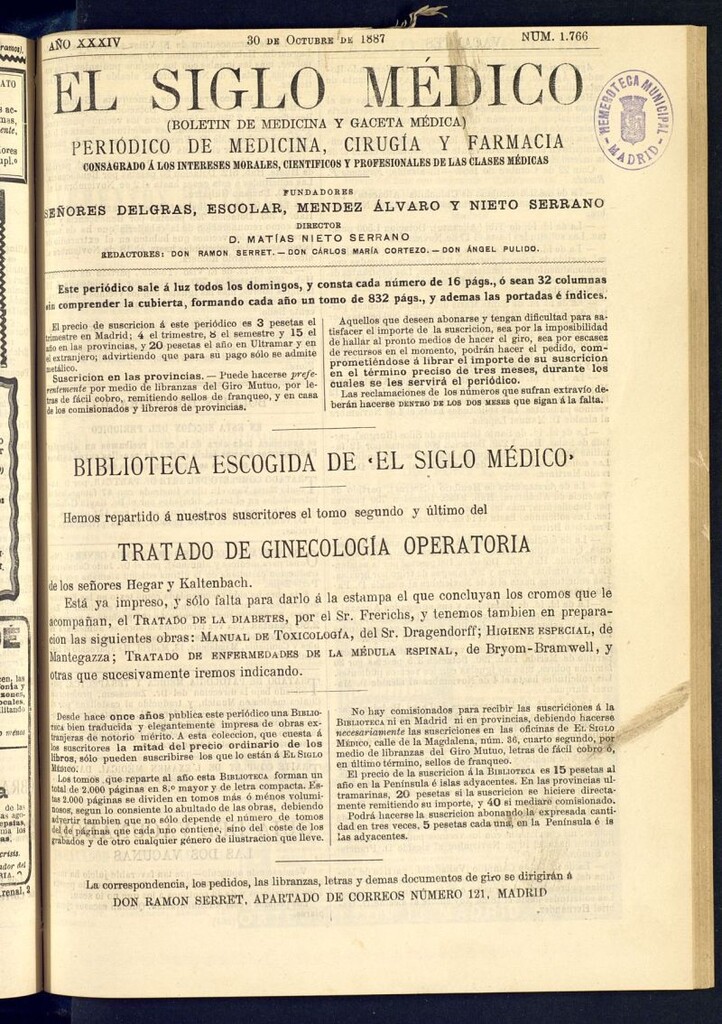 AÑO XXXIV
30 DE OCTUBRE DE 1887
NUM. 1.766
EL SIGLO MÉDICO
(BOLETIN DE MEDICINA Y GACETA MÉDICA)
PERIÓDICO DE MEDICINA, CIRUGÍA Y FARMACIA
CONSAGRADO Á LOS INTERESES MORALES, CIENTIFICOS Y PROFESIONALES DE LAS CLASES MÉDICAS
HEMEROTECA MUNICIPAL
MADRID
FUNDADORES
SEÑORES DELGRAS, ESCOLAR, MENDEZ ÁLVARO Y NIETO SERRANO
DIRECTOR
D. MATÍAS NIETO SERRANO
REDACTORES: DON RAMON SERRET.—DON CÁRLOS MARÍA CORTEZO.—DON ÁNGEL PULIDO.
Este periódico sale á luz todos los domingos, y consta cada número de 16 págs., ó sean 32 columnas
sin comprender la cubierta, formando cada año un tomo de 832 págs., y ademas las portadas é índices.
El precio de suscricion á este periódico es 3 pesetas el
trimestre en Madrid; 4 el trimestre, 8 el semestre y 15 el
año en las provincias, y 20 pesetas el año en Ultramar y en
el extranjero; advirtiendo que para su pago sólo se admite
metálico.
Suscricion en las provincias.—Puede hacerse prefe-
rentemente por medio de libranzas del Giro Mutuo, por le-
tras de fácil cobro, remitiendo sellos de franqueo, y en casa
de los comisionados y libreros de provincias.
Aquellos que deseen abonarse y tengan dificultad para sa-
tisfacer el importe de la suscricion, sea por la imposibilidad
de hallar al pronto medios de hacer el giro, sea por escasez
de recursos en el momento, podrán hacer el pedido, com-
prometiéndose á librar el importe de su suscricion
en el término preciso de tres meses, durante los
cuales se les servirá el periódico.
Las reclamaciones de los números que sufran extravío de-
berán hacerse DENTRO DE LOS DOS MESES que sigan á la falta.
BIBLIOTECA ESCOGIDA DE «EL SIGLO MÉDICO»
Hemos repartido á nuestros suscritores el tomo segundo y último del
TRATADO DE GINECOLOGÍA OPERATORIA
de los señores Hegar y Kaltenbach.
Está ya impreso, y sólo falta para darlo á la estampa el que concluyan los cromos que le
acompañan, el TRATADO DE LA DIABETES, por el Sr. Frerichs, y tenemos tambien en prepara-
cion las siguientes obras: MANUAL DE TOXICOLOGÍA, del Sr. Dragendorff; HIGIENE ESPECIAL, de
Mantegazza; TRATADO DE ENFERMEDADES DE LA MÉDULA ESPINAL, de Bryom-Bramwell, y
otras que sucesivamente iremos indicando.
Desde hace once años publica este periódico una BIBLIO-
TECA bien traducida y elegantemente impresa de obras ex-
tranjeras de notorio mérito. A esta coleccion, que cuesta á
los suscritores la mitad del precio ordinario de los
libros, sólo pueden suscribirse los que lo están á EL SIGLO
MÉDICO.
Los tomos que reparte al año esta BIBLIOTECA forman un
total de 2.000 páginas en 8.º mayor y de letra compacta. Es-
tas 2.000 páginas se dividen en tomos más ó ménos volumi-
nosos, segun lo consiente lo abultado de las obras, debiendo
advertir tambien que no sólo depende el número de tomos
del de páginas que cada uno contiene, sino del coste de los
grabados y de otro cualquier género de ilustracion que lleve.
No hay comisionados para recibir las suscriciones á la
BIBLIOTECA ni en Madrid ni en provincias, debiendo hacerse
necesariamente las suscriciones en las oficinas de EL SIGLO
MÉDICO, calle de la Magdalena, núm. 36, cuarto segundo, por
medio de libranzas del Giro Mutuo, letras de fácil cobro ó,
en último término, sellos de franqueo.
El precio de la suscricion á la BIBLIOTECA es 15 pesetas al
año en la Península é islas adyacentes. En las provincias ul-
tramarinas, 20 pesetas si la suscricion se hiciere directa-
mente remitiendo su importe, y 40 si mediare comisionado.
Podrá hacerse la suscricion abonando la expresada canti-
dad en tres veces, 5 pesetas cada una, en la Península é is-
las adyacentes.
La correspondencia, los pedidos, las libranzas, letras y demas documentos de giro se dirigirán á
DON RAMON SERRET, APARTADO DE CORREOS NÚMERO 121, MADRID